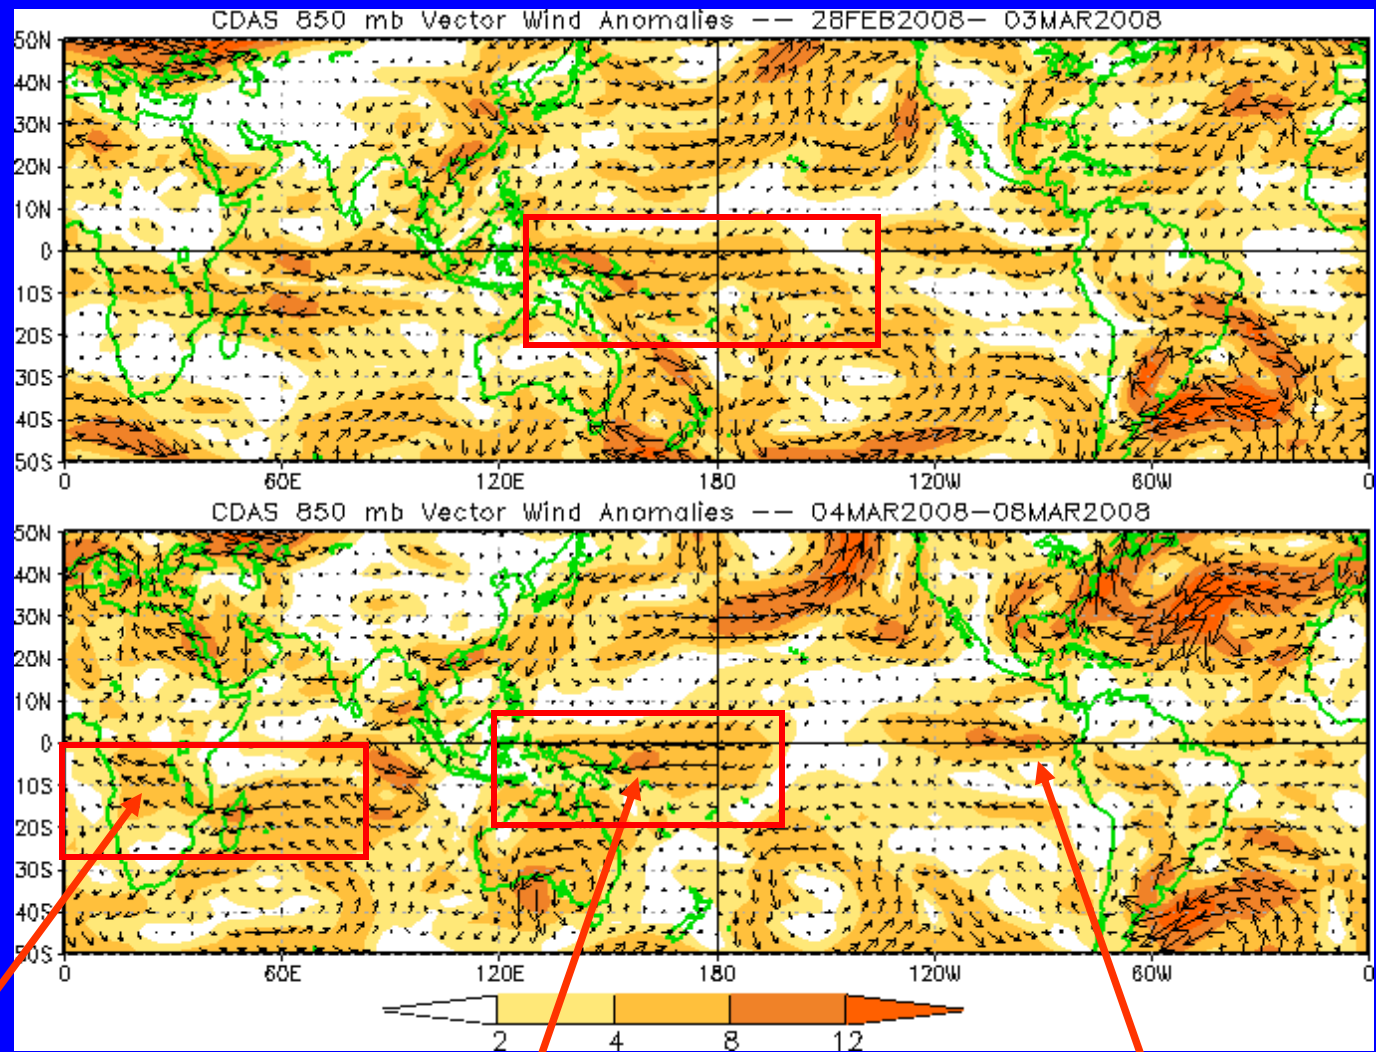 CDAS 850 mb Vector Wind Anomalies -- 28FEB2008- 03MAR2008
50N
40N
30N
20N
10N
0
10S
20S
30S
40S
50S
0 60E 120E 180 120W 60W 0
CDAS 850 mb Vector Wind Anomalies -- 04MAR2008-08MAR2008
50N
40N
30N
20N
10N
0
10S
20S
30S
40S
50S
0 60E 120E 180 120W 60W 0
2 4 8 12